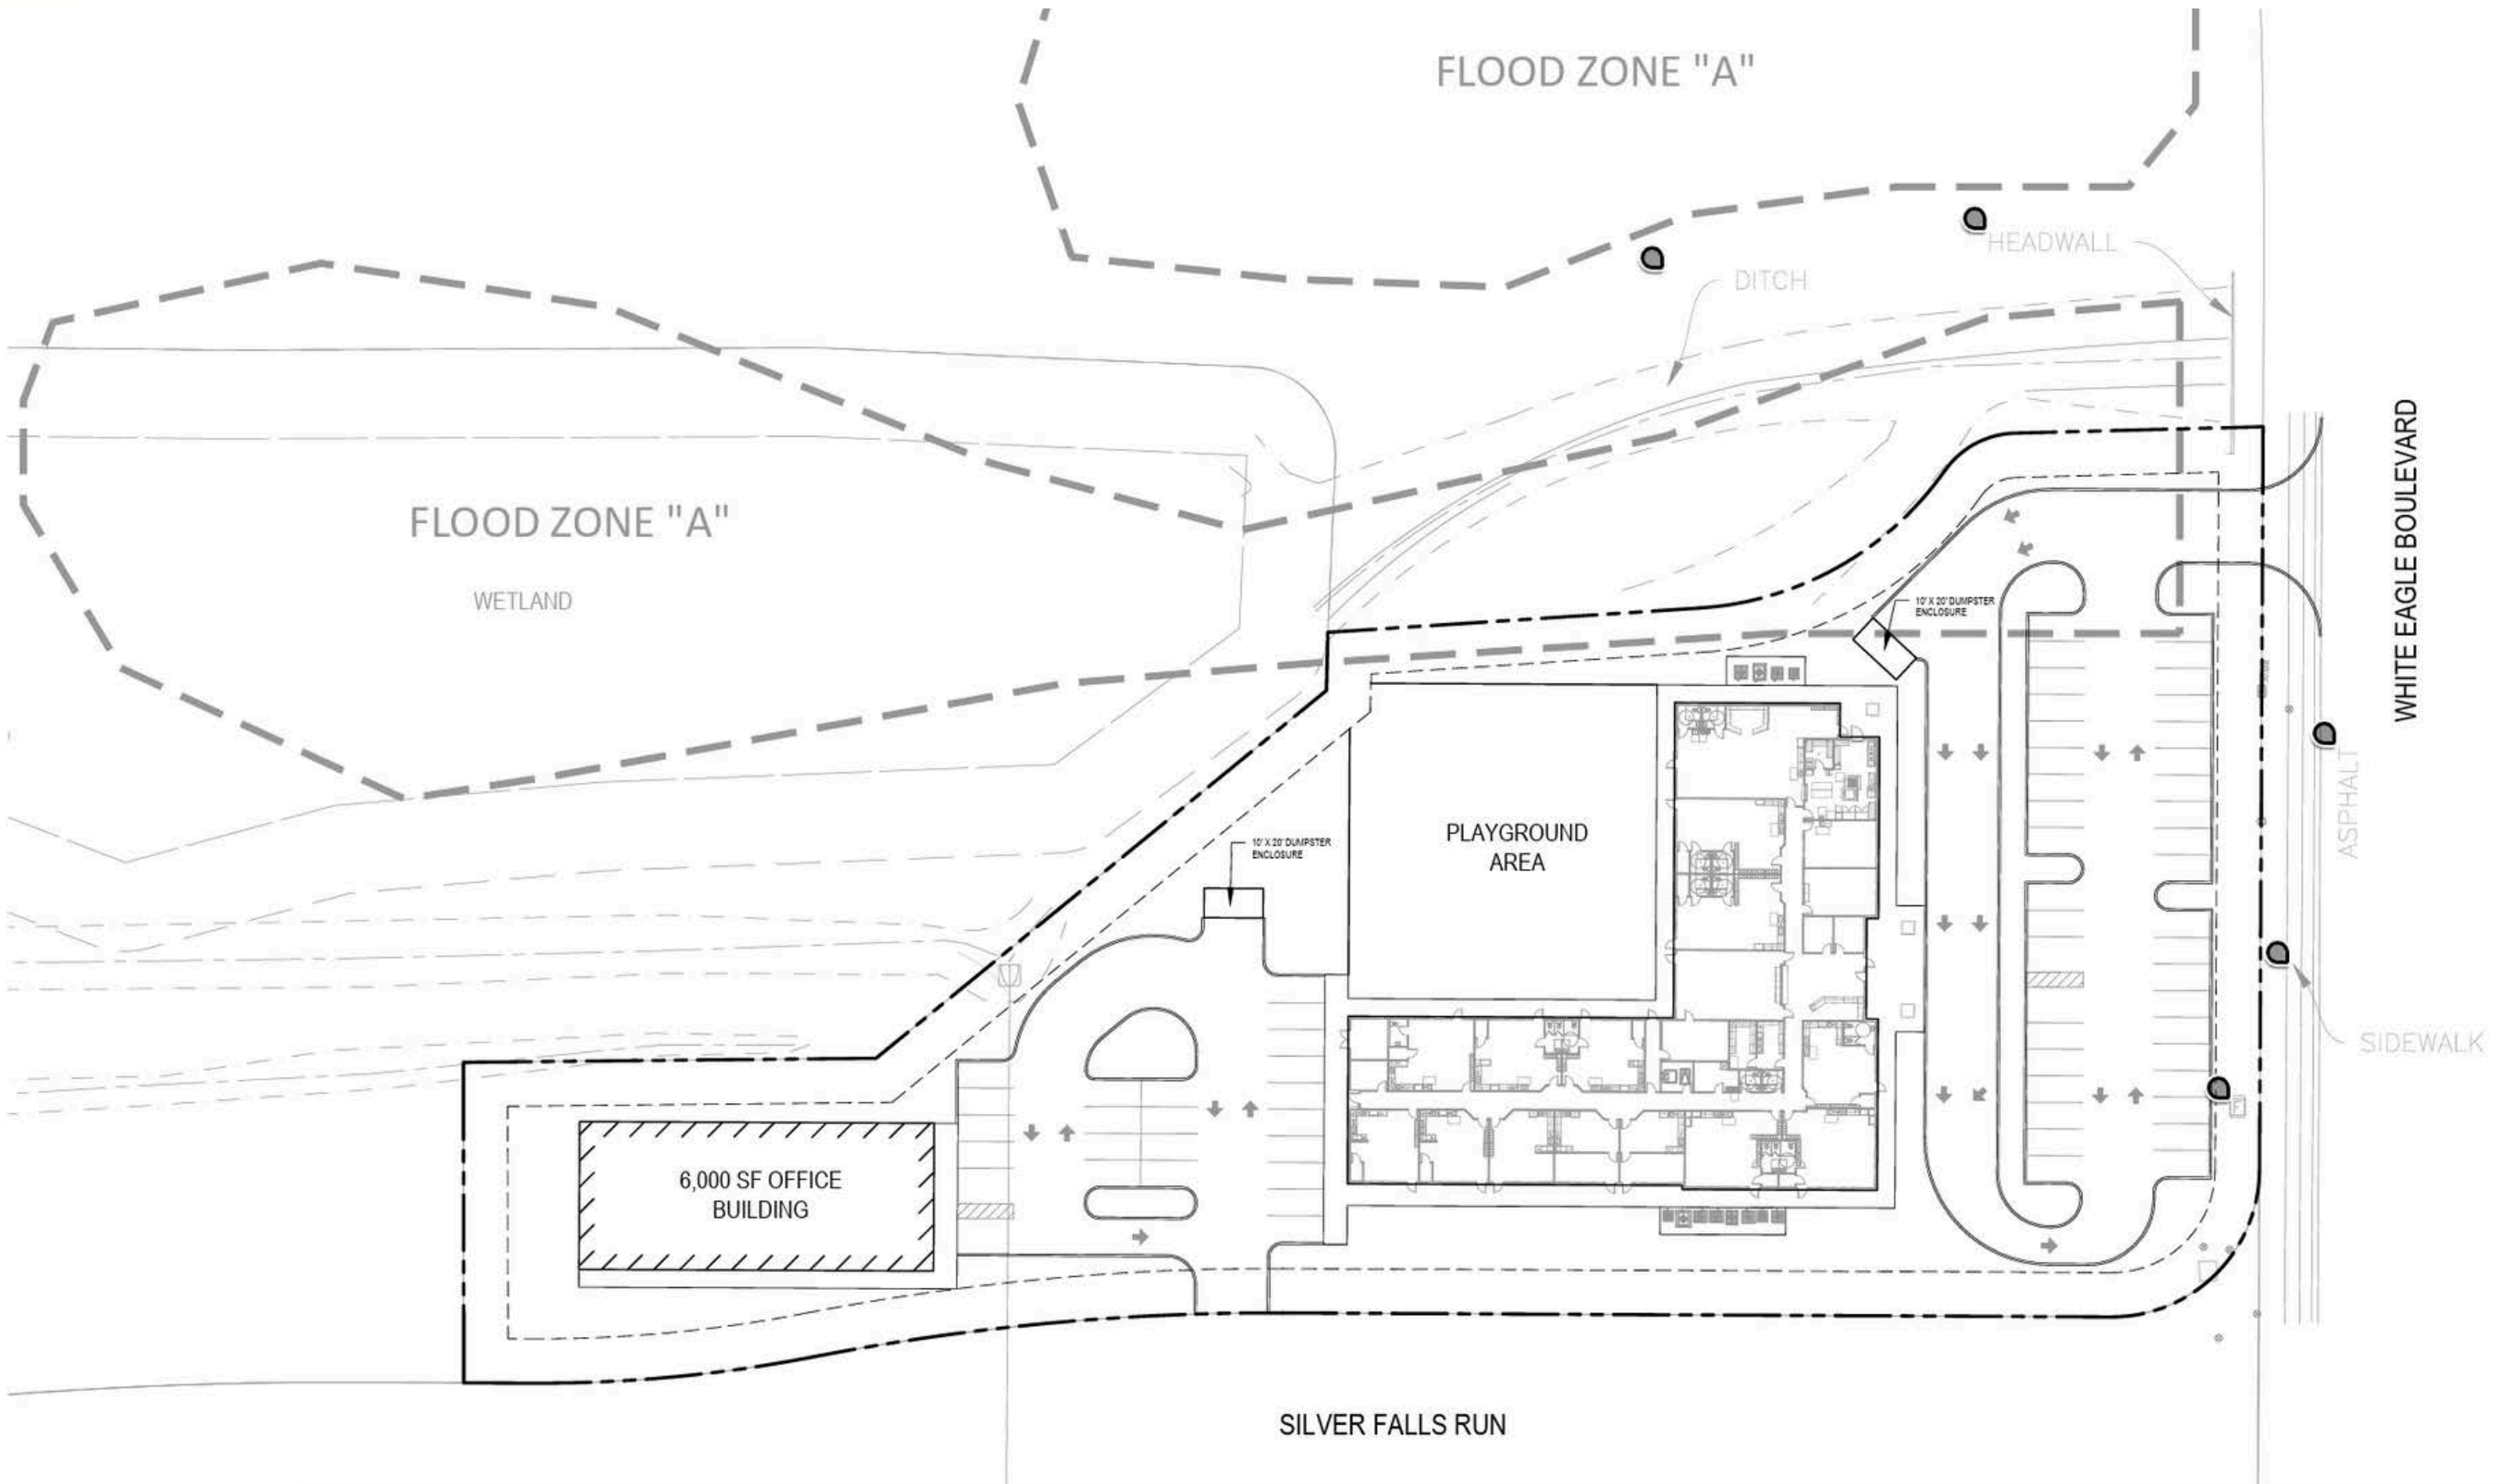 FLOOD ZONE "A"
HEADWALL
DITCH
FLOOD ZONE "A"
WETLAND
10' X 20' DUMPSTER
ENCLOSURE
WHITE EAGLE BOULEVARD
ASPHALT
PLAYGROUND
AREA
10' X 20' DUMPSTER
ENCLOSURE
SIDEWALK
6,000 SF OFFICE
BUILDING
SILVER FALLS RUN